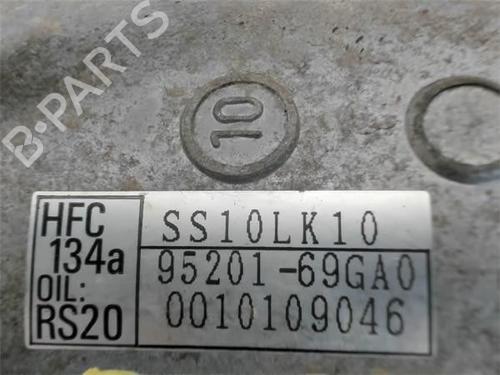 B-PARTS
10
HFC
134a
OIL:
RS20
SS10LK10
95201-69GA0
0010109046